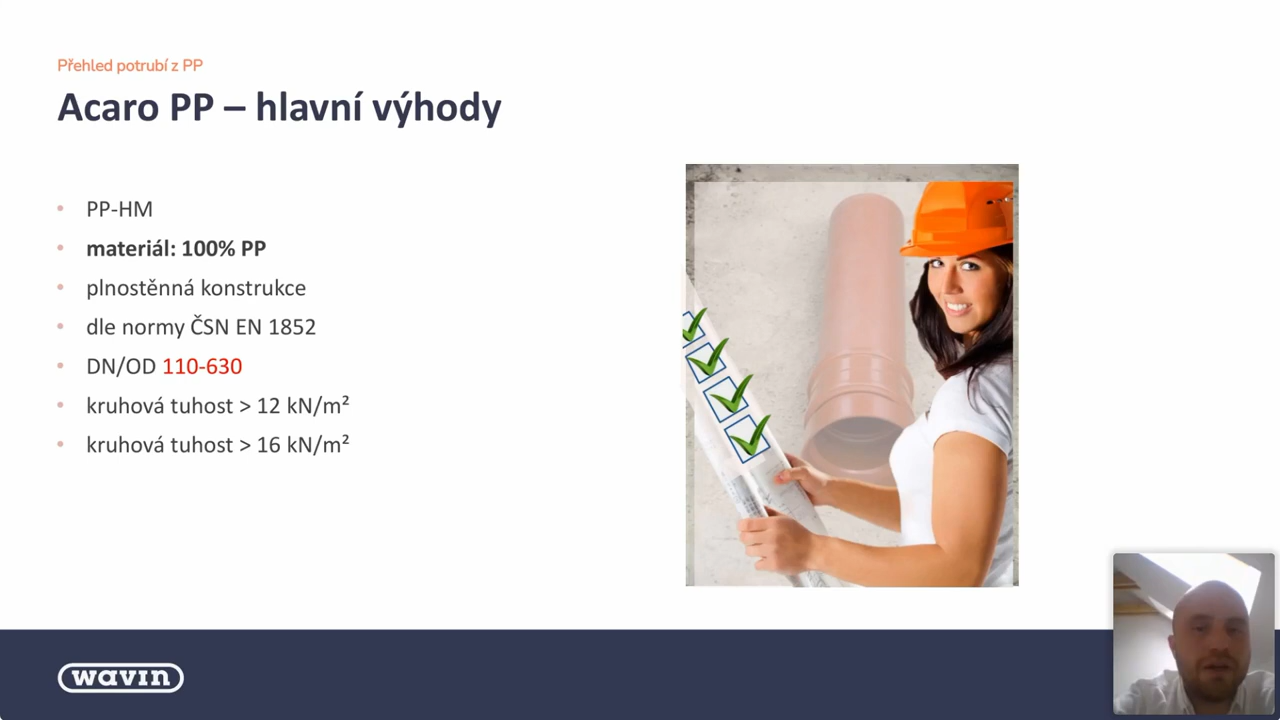 Přehled potrubí z PP
Acaro PP – hlavní výhody
• PP-HM
• materiál: 100% PP
• plnostěnná konstrukce
• dle normy ČSN EN 1852
• DN/OD 110-630
• kruhová tuhost > 12 kN/m²
• kruhová tuhost > 16 kN/m²
wavin